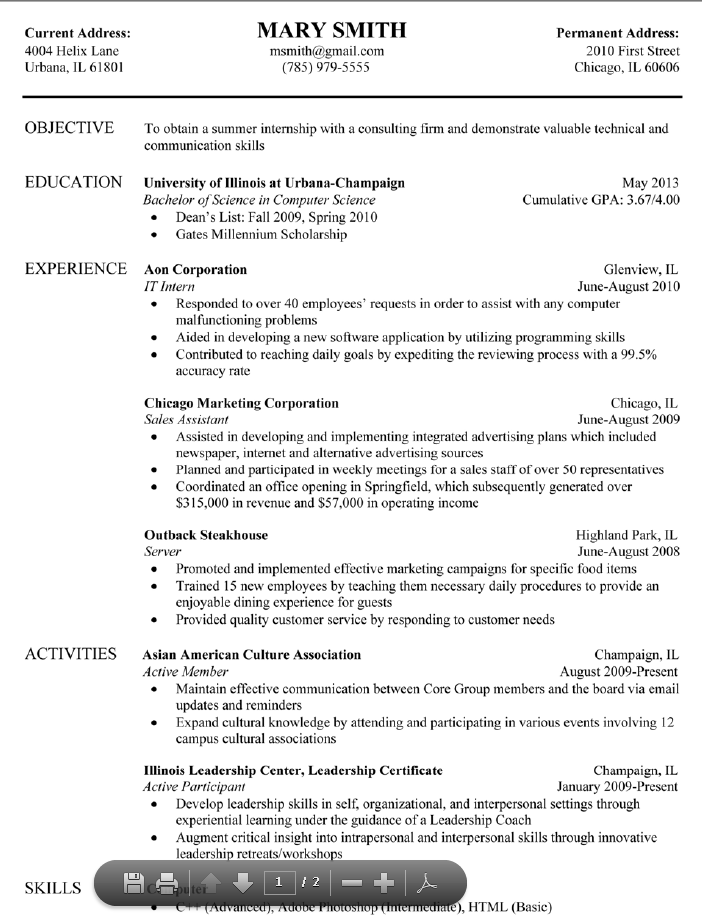 Current Address:
4004 Helix Lane
Urbana, IL 61801
MARY SMITH
msmith@gmail.com
(785) 979-5555
Permanent Address:
2010 First Street
Chicago, IL 60606
OBJECTIVE To obtain a summer internship with a consulting firm and demonstrate valuable technical and
communication skills
EDUCATION University of Illinois at Urbana-Champaign May 2013
Bachelor of Science in Computer Science Cumulative GPA: 3.67/4.00
• Dean's List: Fall 2009, Spring 2010
• Gates Millennium Scholarship
EXPERIENCE Aon Corporation Glenview, IL
IT Intern June-August 2010
• Responded to over 40 employees' requests in order to assist with any computer
malfunctioning problems
• Aided in developing a new software application by utilizing programming skills
• Contributed to reaching daily goals by expediting the reviewing process with a 99.5%
accuracy rate
Chicago Marketing Corporation Chicago, IL
Sales Assistant June-August 2009
• Assisted in developing and implementing integrated advertising plans which included
newspaper, internet and alternative advertising sources
• Planned and participated in weekly meetings for a sales staff of over 50 representatives
• Coordinated an office opening in Springfield, which subsequently generated over
$315,000 in revenue and $57,000 in operating income
Outback Steakhouse Highland Park, IL
Server June-August 2008
• Promoted and implemented effective marketing campaigns for specific food items
• Trained 15 new employees by teaching them necessary daily procedures to provide an
enjoyable dining experience for guests
• Provided quality customer service by responding to customer needs
ACTIVITIES Asian American Culture Association Champaign, IL
Active Member August 2009-Present
• Maintain effective communication between Core Group members and the board via email
updates and reminders
• Expand cultural knowledge by attending and participating in various events involving 12
campus cultural associations
Illinois Leadership Center, Leadership Certificate Champaign, IL
Active Participant January 2009-Present
• Develop leadership skills in self, organizational, and interpersonal settings through
experiential learning under the guidance of a Leadership Coach
• Augment critical insight into intrapersonal and interpersonal skills through innovative
leadership retreats/workshops
SKILLS Computer
1 / 2
• C++ (Advanced), Adobe Photoshop (Intermediate), HTML (Basic)